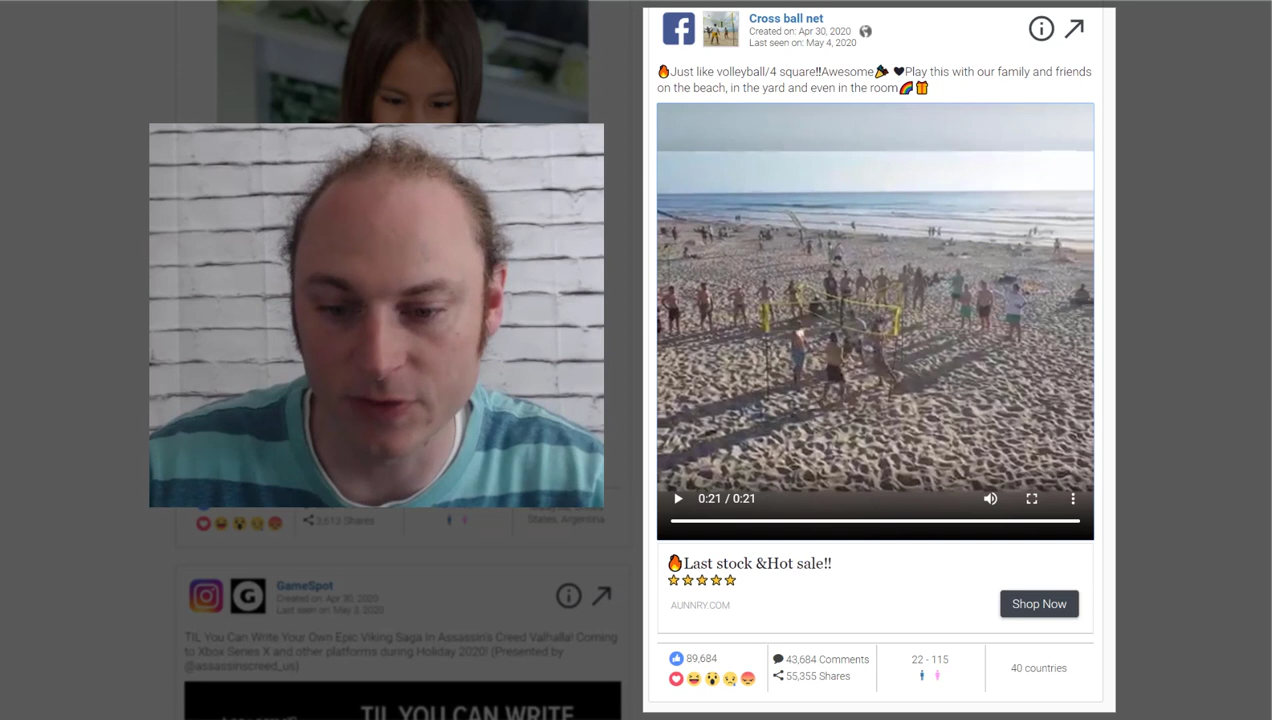 Cross ball net
Created on: Apr 30, 2020
Last seen on: May 4, 2020
🔥Just like volleyball/4 square!!Awesome🎉 🖤Play this with our family and friends
on the beach, in the yard and even in the room🌈🎁
0:21 / 0:21
🔥Last stock &Hot sale!!
⭐⭐⭐⭐⭐
AUNNRY.COM
Shop Now
89,684
43,684 Comments
55,355 Shares
22 - 115
40 countries
3,613 Shares
States, Argentina
GameSpot
Created on: Apr 30, 2020
Last seen on: May 3, 2020
TIL You Can Write Your Own Epic Viking Saga In Assassin's Creed Valhalla! Coming
to Xbox Series X and other platforms during Holiday 2020! (Presented by
@assassinscreed_us)
TIL YOU CAN WRITE